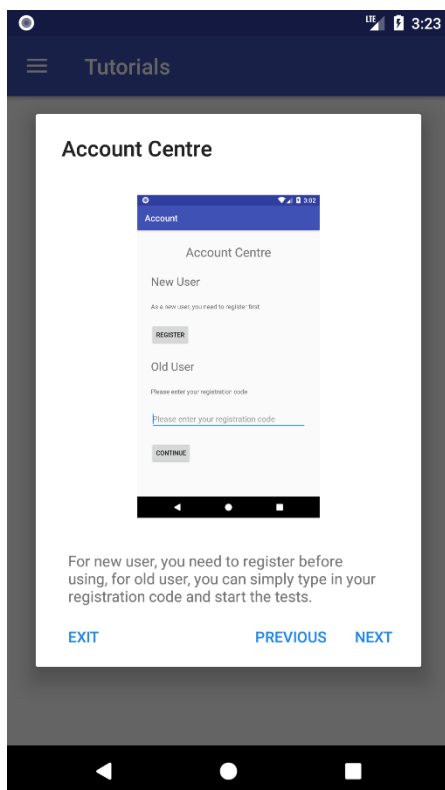 LTE 3:23
Tutorials
Account Centre
3:02
Account
Account Centre
New User
As a new user, you need to register first.
REGISTER
Old User
Please enter your registration code
Please enter your registration code
CONTINUE
For new user, you need to register before
using, for old user, you can simply type in your
registration code and start the tests.
EXIT PREVIOUS NEXT